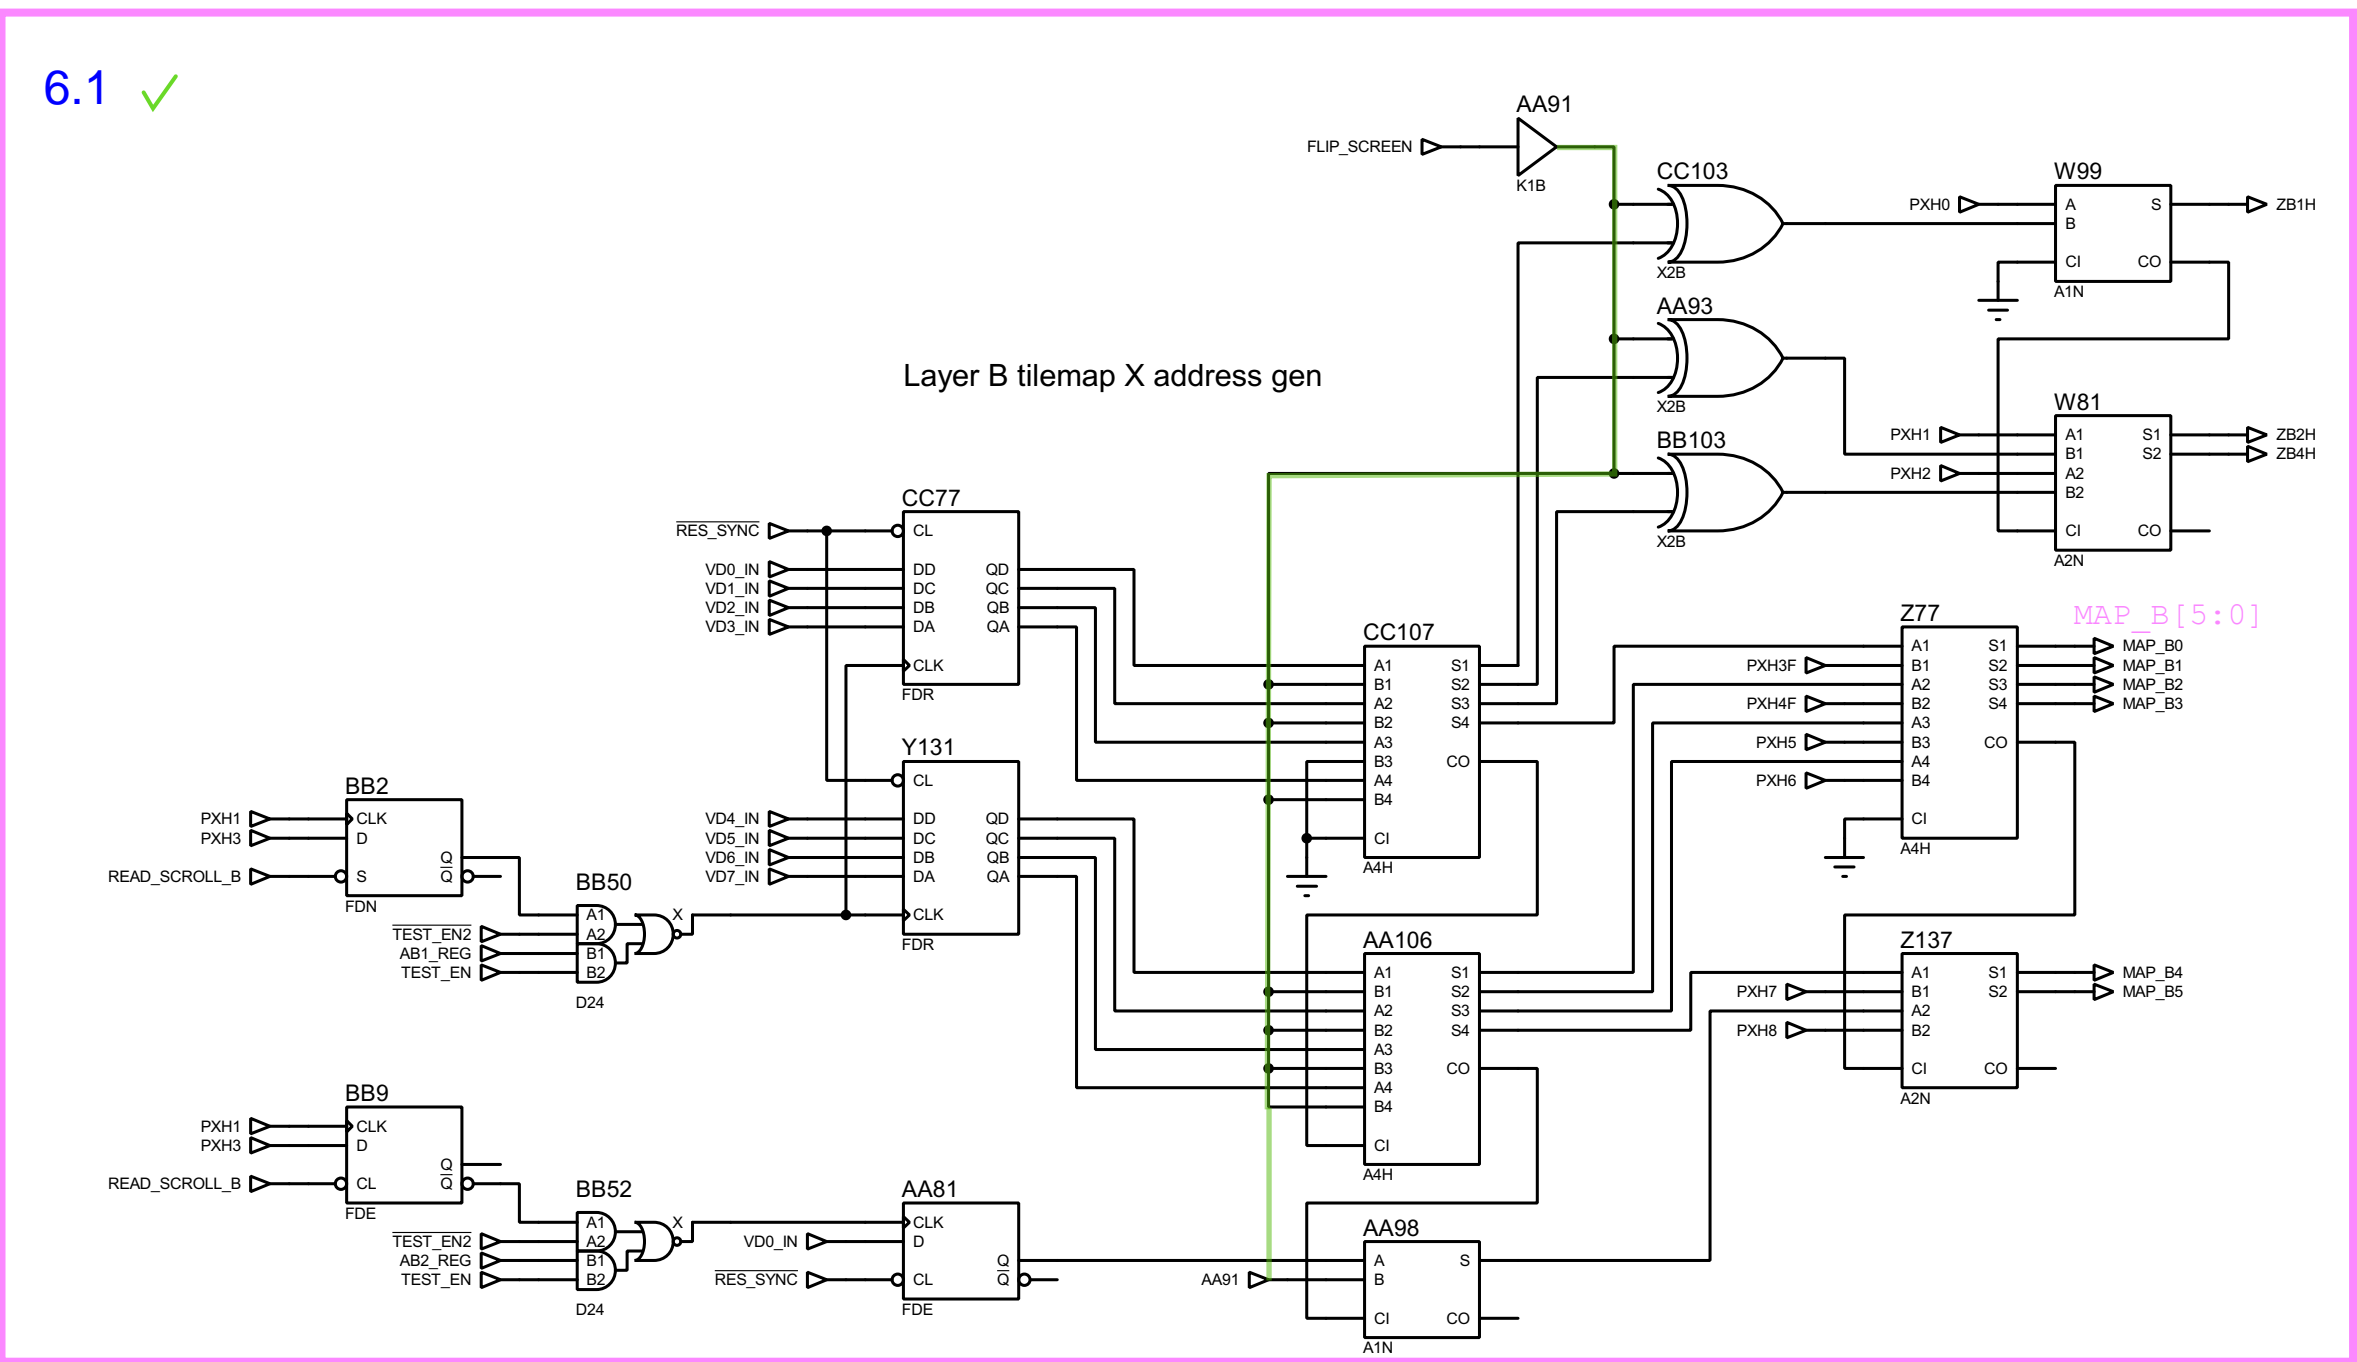 6.1
AA91
FLIP_SCREEN
K1B
CC103
X2B
W99
PXH0
A S
B
CI CO
A1N
ZB1H
AA93
X2B
Layer B tilemap X address gen
BB103
X2B
W81
PXH1
PXH2
A1 S1
B1 S2
A2
B2
CI CO
A2N
ZB2H
ZB4H
CC77
RES_SYNC
VD0_IN
VD1_IN
VD2_IN
VD3_IN
CL
DD QD
DC QC
DB QB
DA QA
CLK
FDR
CC107
A1 S1
B1 S2
A2 S3
B2 S4
A3
B3 CO
A4
B4
CI
A4H
Z77
MAP_B[5:0]
PXH3F
PXH4F
PXH5
PXH6
A1 S1
B1 S2
A2 S3
B2 S4
A3
B3 CO
A4
B4
CI
A4H
MAP_B0
MAP_B1
MAP_B2
MAP_B3
Y131
VD4_IN
VD5_IN
VD6_IN
VD7_IN
CL
DD QD
DC QC
DB QB
DA QA
CLK
FDR
BB2
PXH1
PXH3
READ_SCROLL_B
CLK
D
Q
S Q
FDN
BB50
TEST_EN2
AB1_REG
TEST_EN
A1
A2
B1
B2
X
D24
AA106
A1 S1
B1 S2
A2 S3
B2 S4
A3
B3 CO
A4
B4
CI
A4H
Z137
PXH7
PXH8
A1 S1
B1 S2
A2
B2
CI CO
A2N
MAP_B4
MAP_B5
BB9
PXH1
PXH3
READ_SCROLL_B
CLK
D
Q
CL Q
FDE
BB52
TEST_EN2
AB2_REG
TEST_EN
A1
A2
B1
B2
X
D24
AA81
VD0_IN
RES_SYNC
CLK
D
Q
CL Q
FDE
AA98
AA91
A S
B
CI CO
A1N